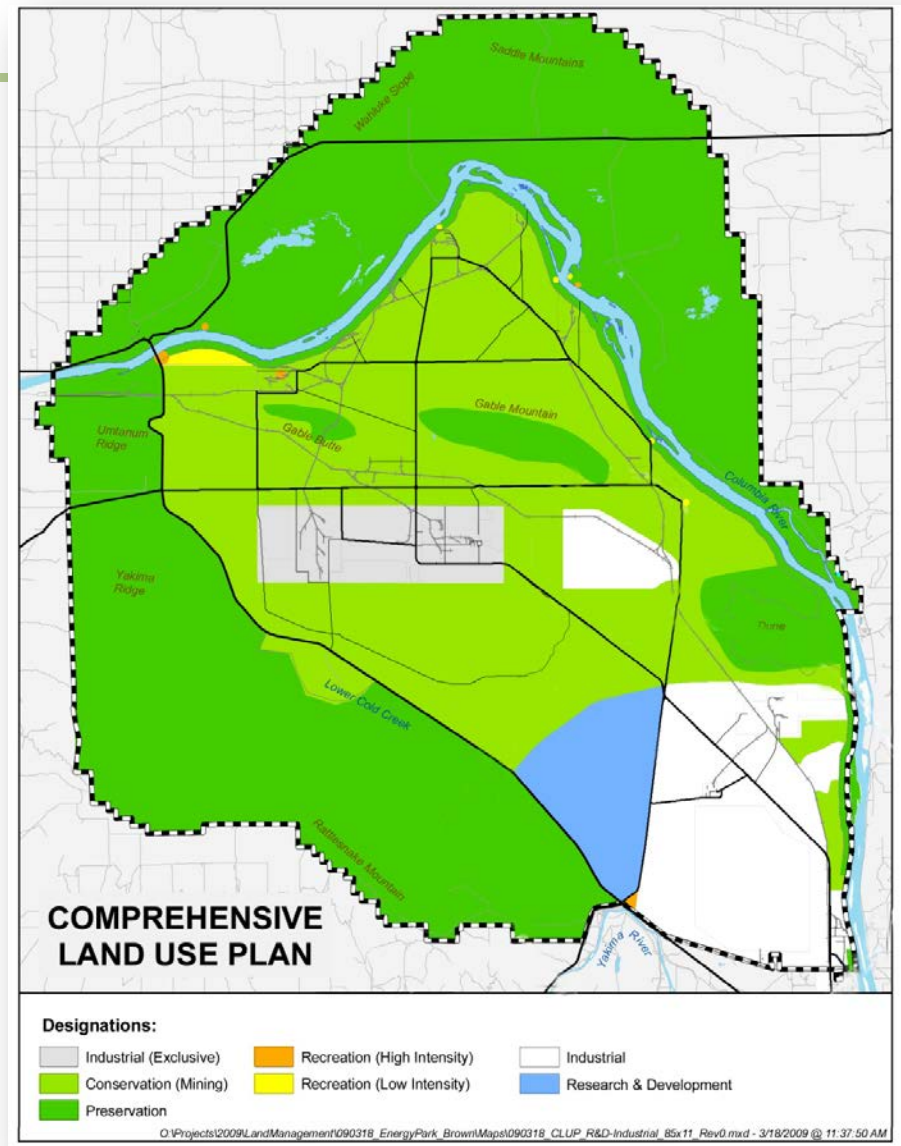 Saddle Mountains
Wahluke Slope
Gable Mountain
Gable Butte
Umtanum
Ridge
Columbia River
Yakima
Ridge
Dune
Lower Cold Creek
Rattlesnake Mountain
COMPREHENSIVE
LAND USE PLAN
Yakima River
Designations:
Industrial (Exclusive)
Recreation (High Intensity)
Industrial
Conservation (Mining)
Recreation (Low Intensity)
Research & Development
Preservation
O:\Projects\2009\LandManagement\090318_EnergyPark_Brown\Maps\090318_CLUP_R&D-Industrial_85x11_Rev0.mxd - 3/18/2009 @ 11:37:50 AM